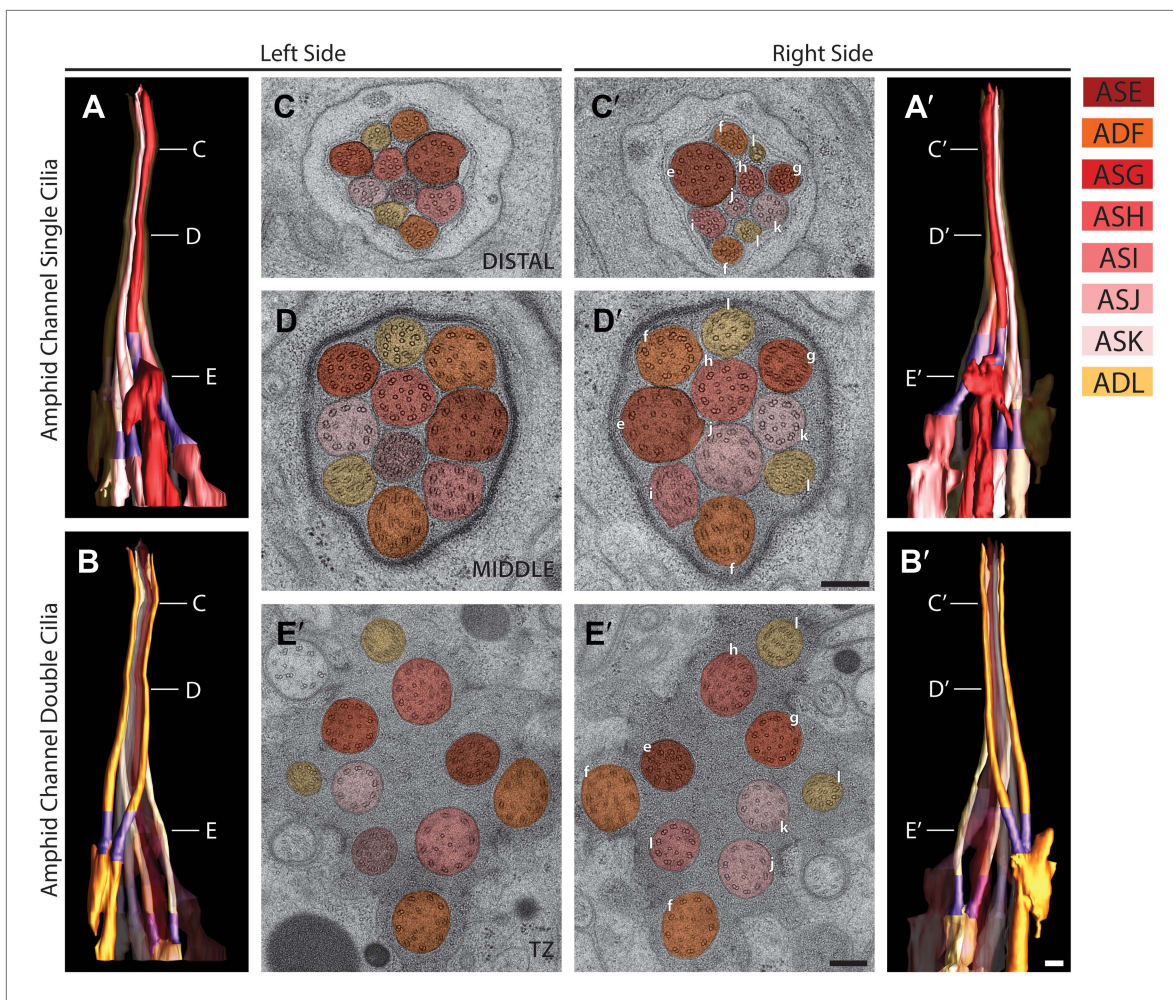 Left Side
Right Side
Amphid Channel Single Cilia
Amphid Channel Double Cilia
A
C
D
E
C
DISTAL
C′
f
l
e
h
g
j
i
k
l
f
A′
C′
D′
E′
ASE
ADF
ASG
ASH
ASI
ASJ
ASK
ADL
D
MIDDLE
D′
l
f
h
g
e
j
k
i
l
f
B
C
D
E
E′
TZ
E′
l
h
g
e
f
l
k
l
j
f
B′
C′
D′
E′